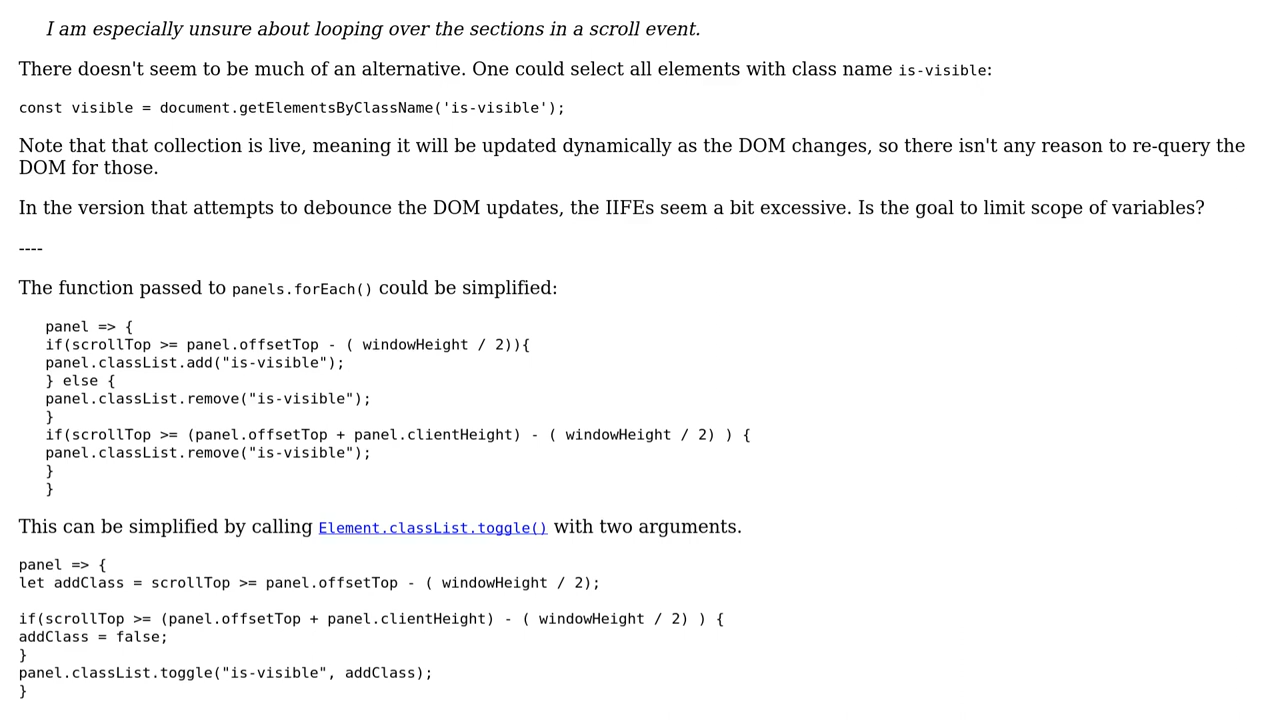 I am especially unsure about looping over the sections in a scroll event.
There doesn't seem to be much of an alternative. One could select all elements with class name is-visible:
const visible = document.getElementsByClassName('is-visible');
Note that that collection is live, meaning it will be updated dynamically as the DOM changes, so there isn't any reason to re-query the
DOM for those.
In the version that attempts to debounce the DOM updates, the IIFEs seem a bit excessive. Is the goal to limit scope of variables?
----
The function passed to panels.forEach() could be simplified:
panel => {
if(scrollTop >= panel.offsetTop - ( windowHeight / 2)){
panel.classList.add("is-visible");
} else {
panel.classList.remove("is-visible");
}
if(scrollTop >= (panel.offsetTop + panel.clientHeight) - ( windowHeight / 2) ) {
panel.classList.remove("is-visible");
}
}
This can be simplified by calling Element.classList.toggle() with two arguments.
panel => {
let addClass = scrollTop >= panel.offsetTop - ( windowHeight / 2);
if(scrollTop >= (panel.offsetTop + panel.clientHeight) - ( windowHeight / 2) ) {
addClass = false;
}
panel.classList.toggle("is-visible", addClass);
}